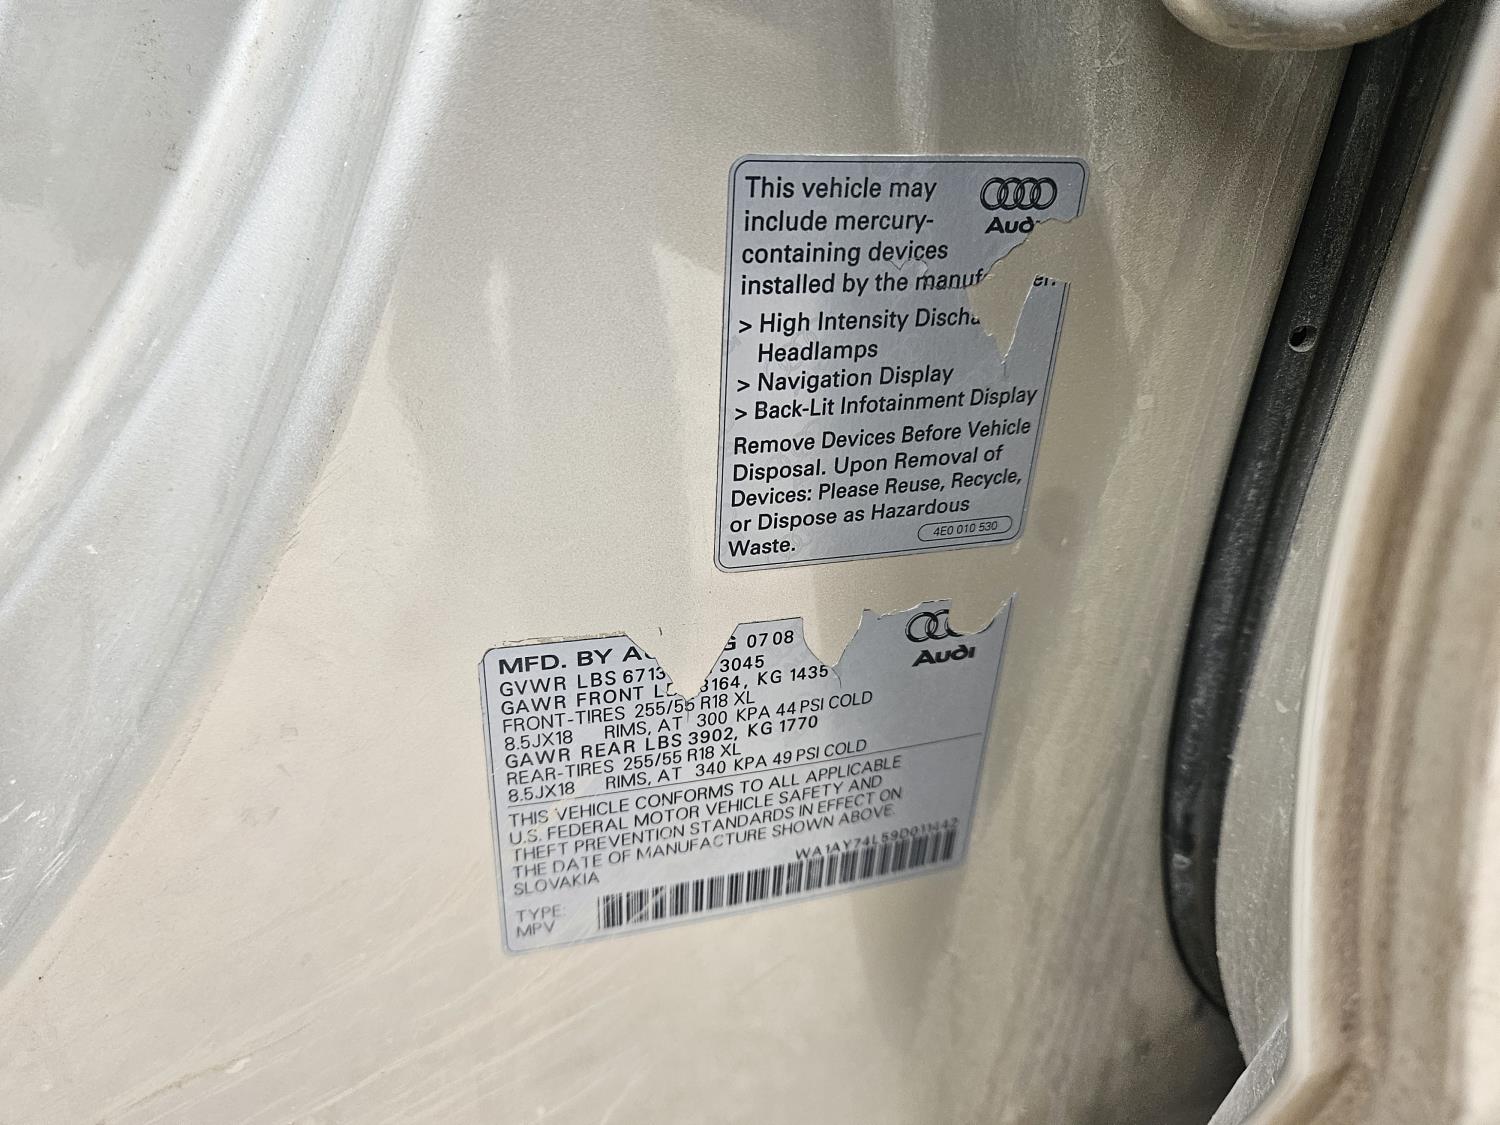 This vehicle may
include mercury-
containing devices
installed by the manuf er.
Audi
> High Intensity Discha
Headlamps
> Navigation Display
> Back-Lit Infotainment Display
Remove Devices Before Vehicle
Disposal. Upon Removal of
Devices: Please Reuse, Recycle,
or Dispose as Hazardous
Waste.
4E0 010 530
MFD. BY AU G 07 08
Audi
GVWR LBS 6713 3045
GAWR FRONT L 3164, KG 1435
FRONT-TIRES 255/55 R18 XL
8.5JX18 RIMS, AT 300 KPA 44 PSI COLD
GAWR REAR LBS 3902, KG 1770
REAR-TIRES 255/55 R18 XL
8.5JX18 RIMS, AT 340 KPA 49 PSI COLD
THIS VEHICLE CONFORMS TO ALL APPLICABLE
U.S. FEDERAL MOTOR VEHICLE SAFETY AND
THEFT PREVENTION STANDARDS IN EFFECT ON
THE DATE OF MANUFACTURE SHOWN ABOVE.
SLOVAKIA
WA1AY74L59D011442
TYPE:
MPV